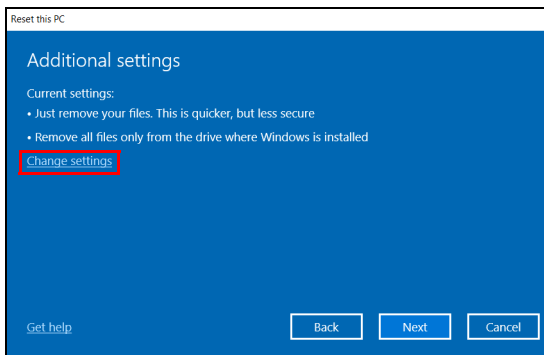 Reset this PC
Additional settings
Current settings:
• Just remove your files. This is quicker, but less secure
• Remove all files only from the drive where Windows is installed
Change settings
Get help
Back
Next
Cancel